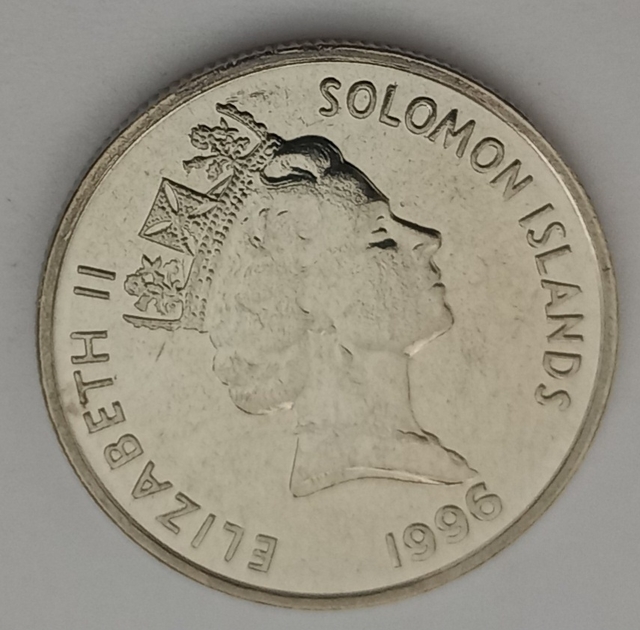 ELIZABETH II
SOLOMON ISLANDS
1996